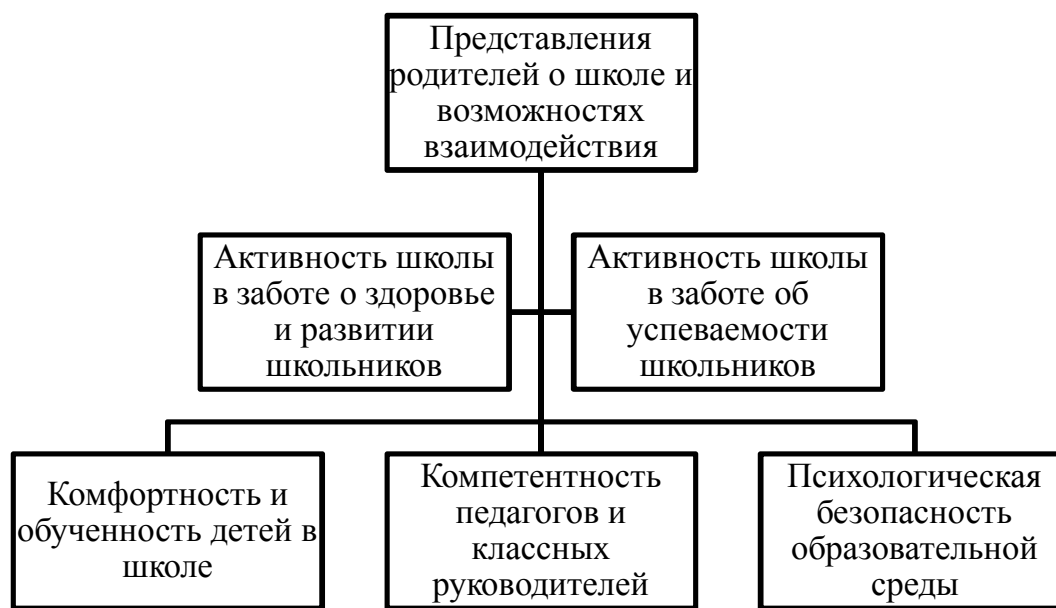 Представления
родителей о школе и
возможностях
взаимодействия
Активность школы
в заботе о здоровье
и развитии
школьников
Активность школы
в заботе об
успеваемости
школьников
Комфортность и
обученность детей в
школе
Компетентность
педагогов и
классных
руководителей
Психологическая
безопасность
образовательной
среды